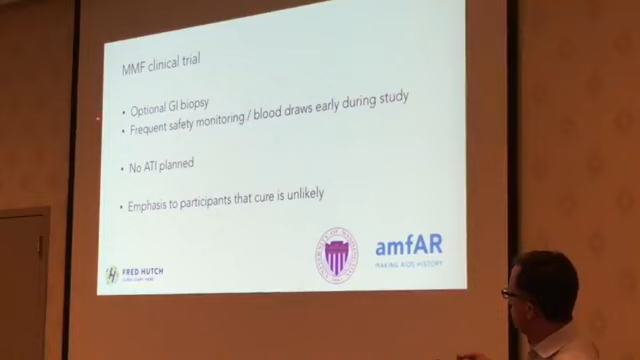 MMF clinical trial
• Optional GI biopsy
• Frequent safety monitoring / blood draws early during study
• No ATI planned
• Emphasis to participants that cure is unlikely
FRED HUTCH
amfAR
MAKING AIDS HISTORY